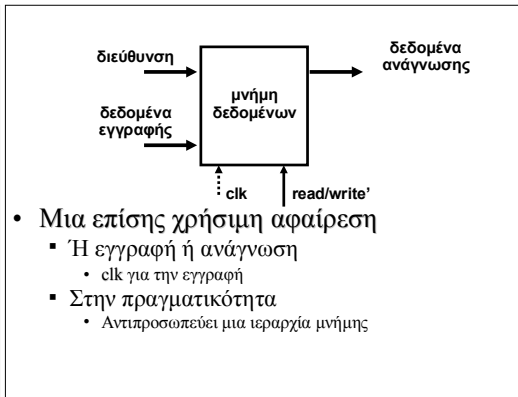 διεύθυνση
δεδομένα
εγγραφής
μνήμη
δεδομένων
δεδομένα
ανάγνωσης
clk
read/write’
• Μια επίσης χρήσιμη αφαίρεση
▪ Ή εγγραφή ή ανάγνωση
• clk για την εγγραφή
▪ Στην πραγματικότητα
• Αντιπροσωπεύει μια ιεραρχία μνήμης